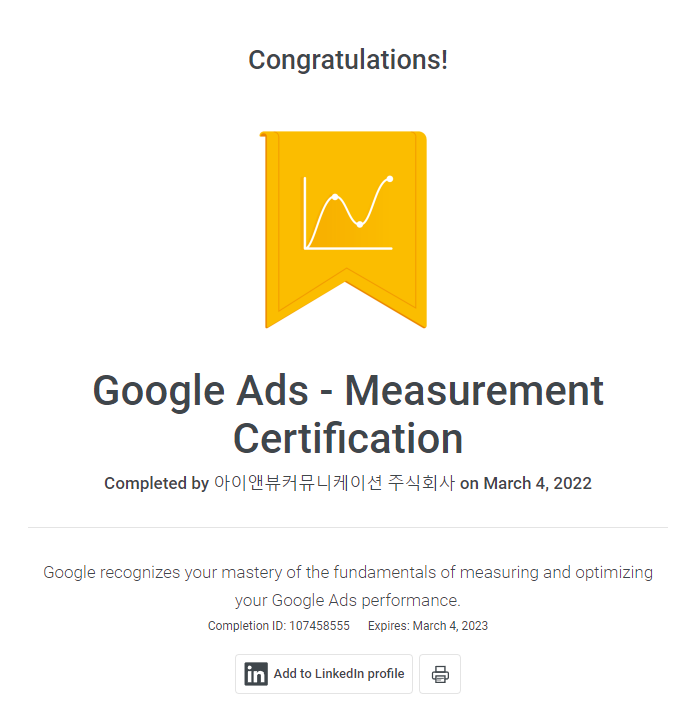 Congratulations!
Google Ads - Measurement
Certification
Completed by 아이앤뷰커뮤니케이션 주식회사 on March 4, 2022
Google recognizes your mastery of the fundamentals of measuring and optimizing
your Google Ads performance.
Completion ID: 107458555 Expires: March 4, 2023
in Add to LinkedIn profile